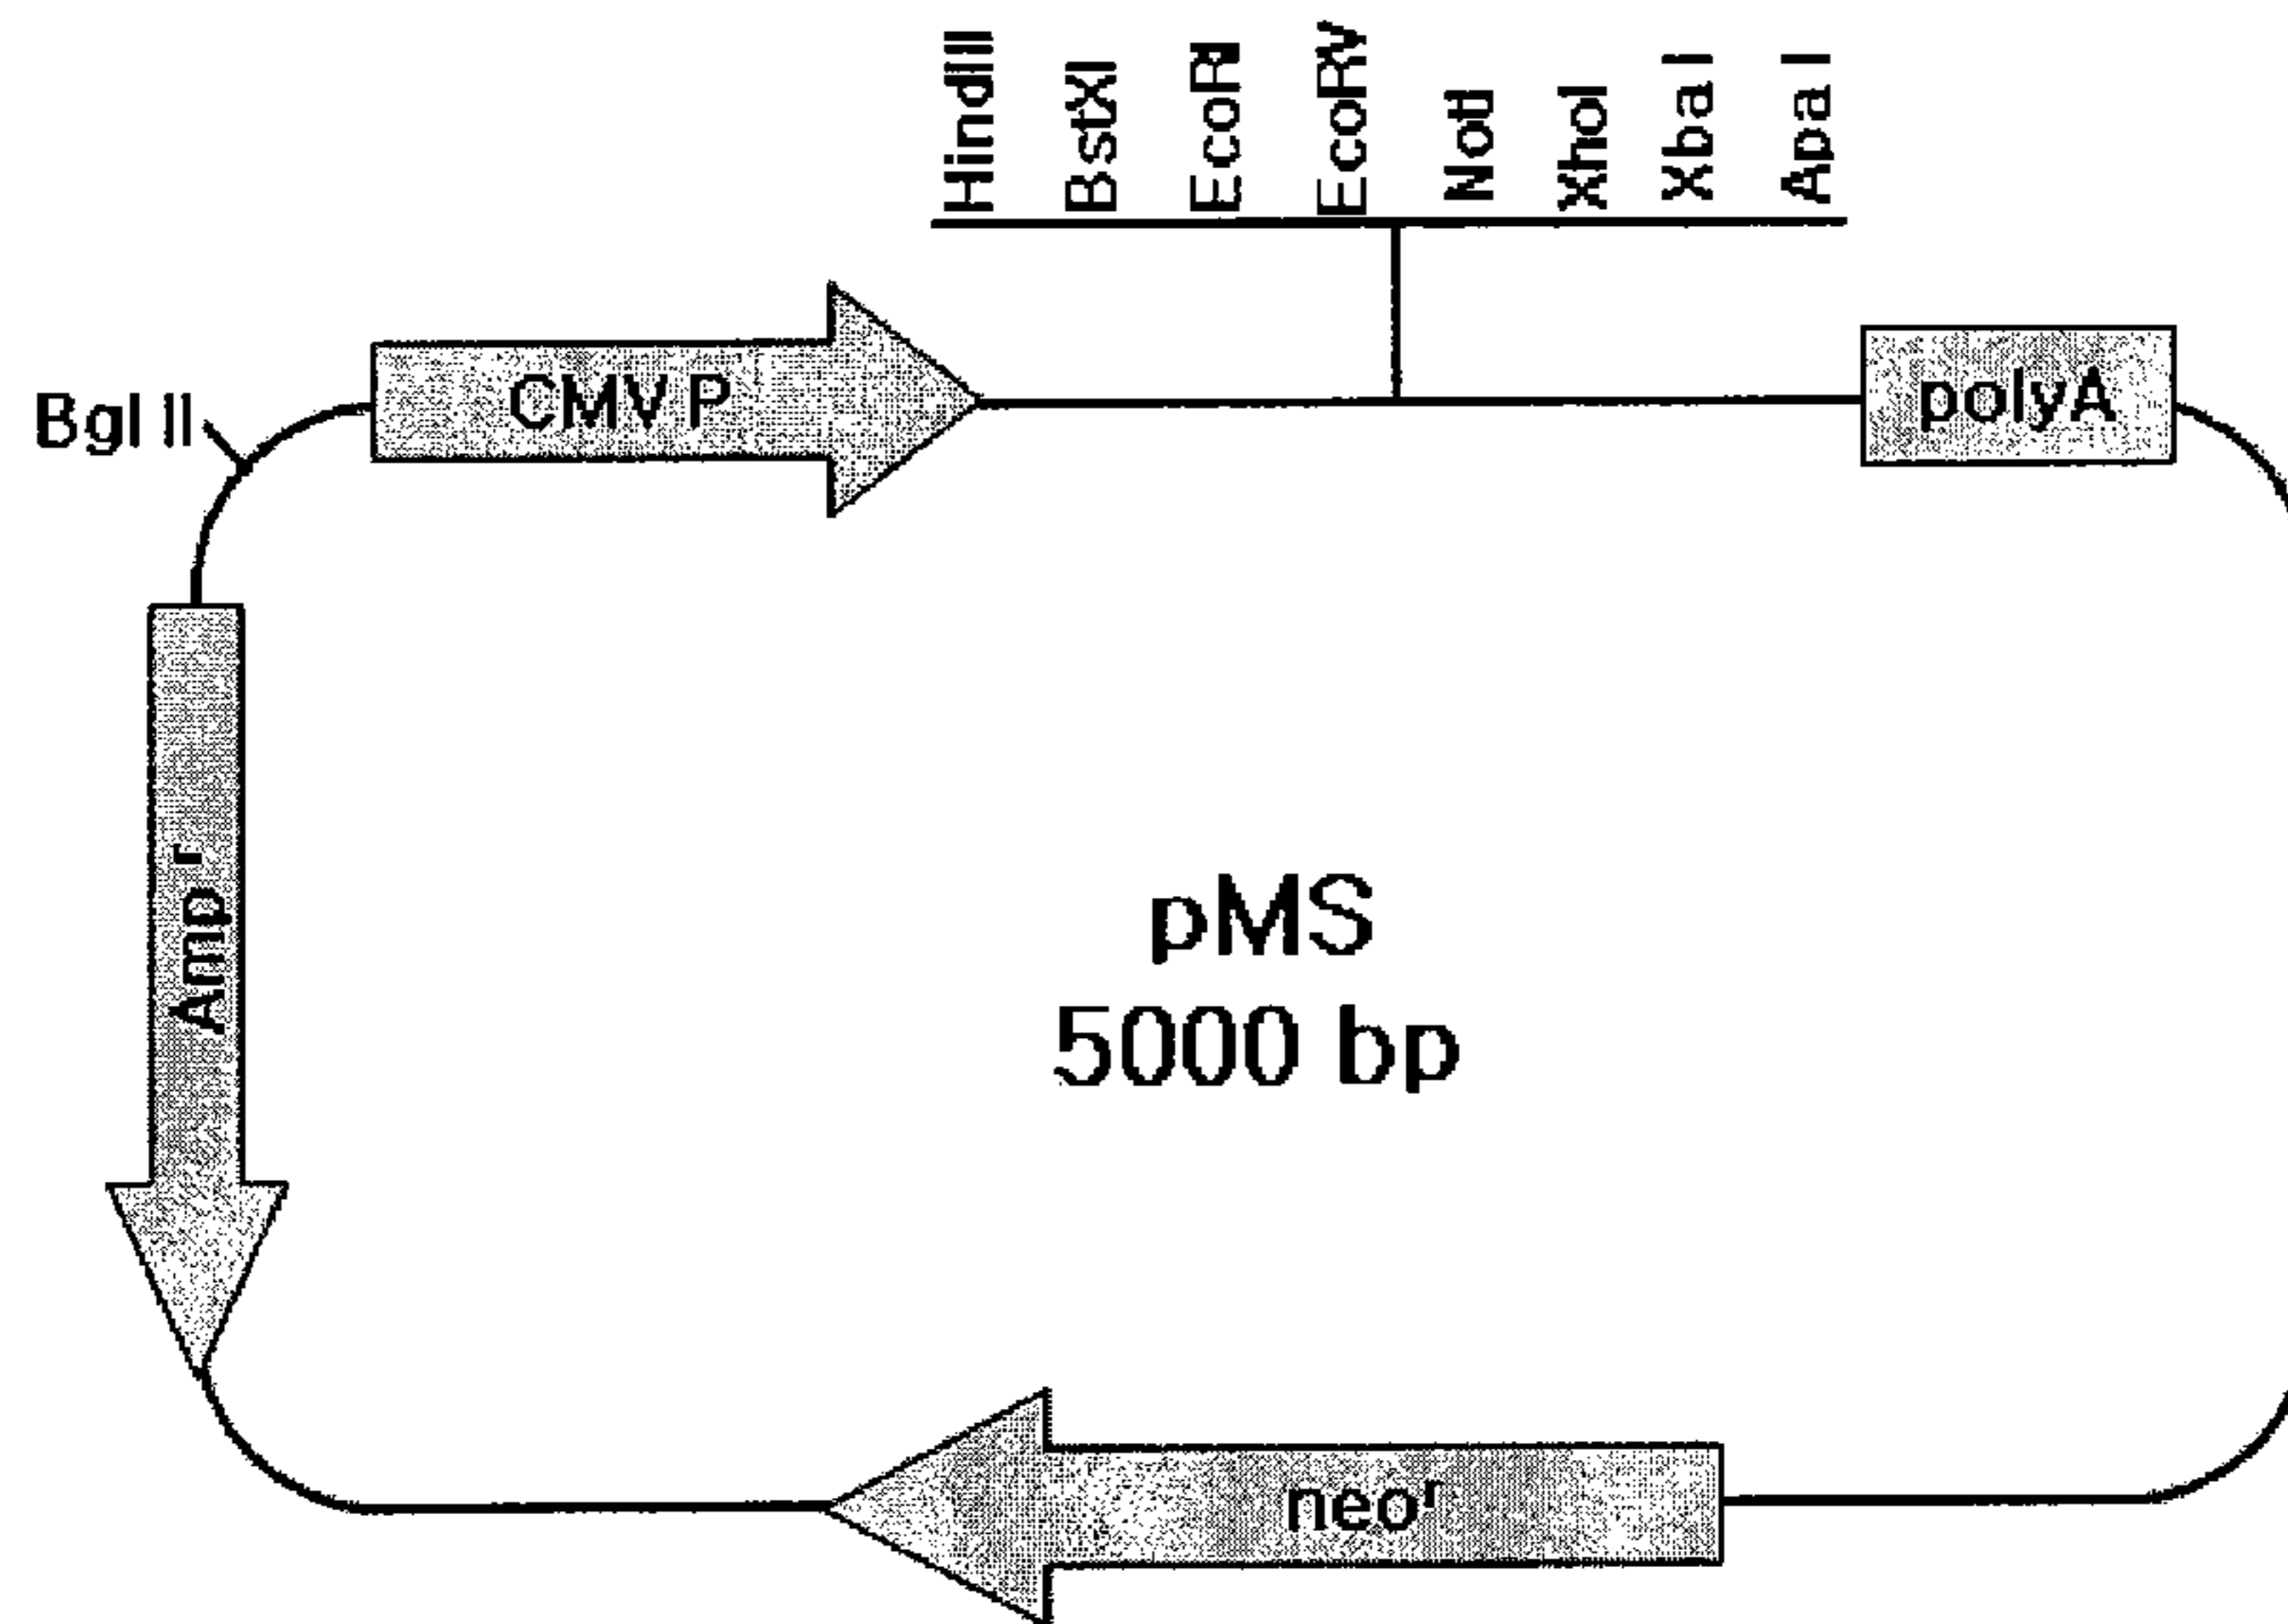 HindIII
BstXI
EcoRI
EcoRV
NotI
XhoI
Xba I
Apa I
Bgl II
CMV P
polyA
Amp r
pMS
5000 bp
neo r